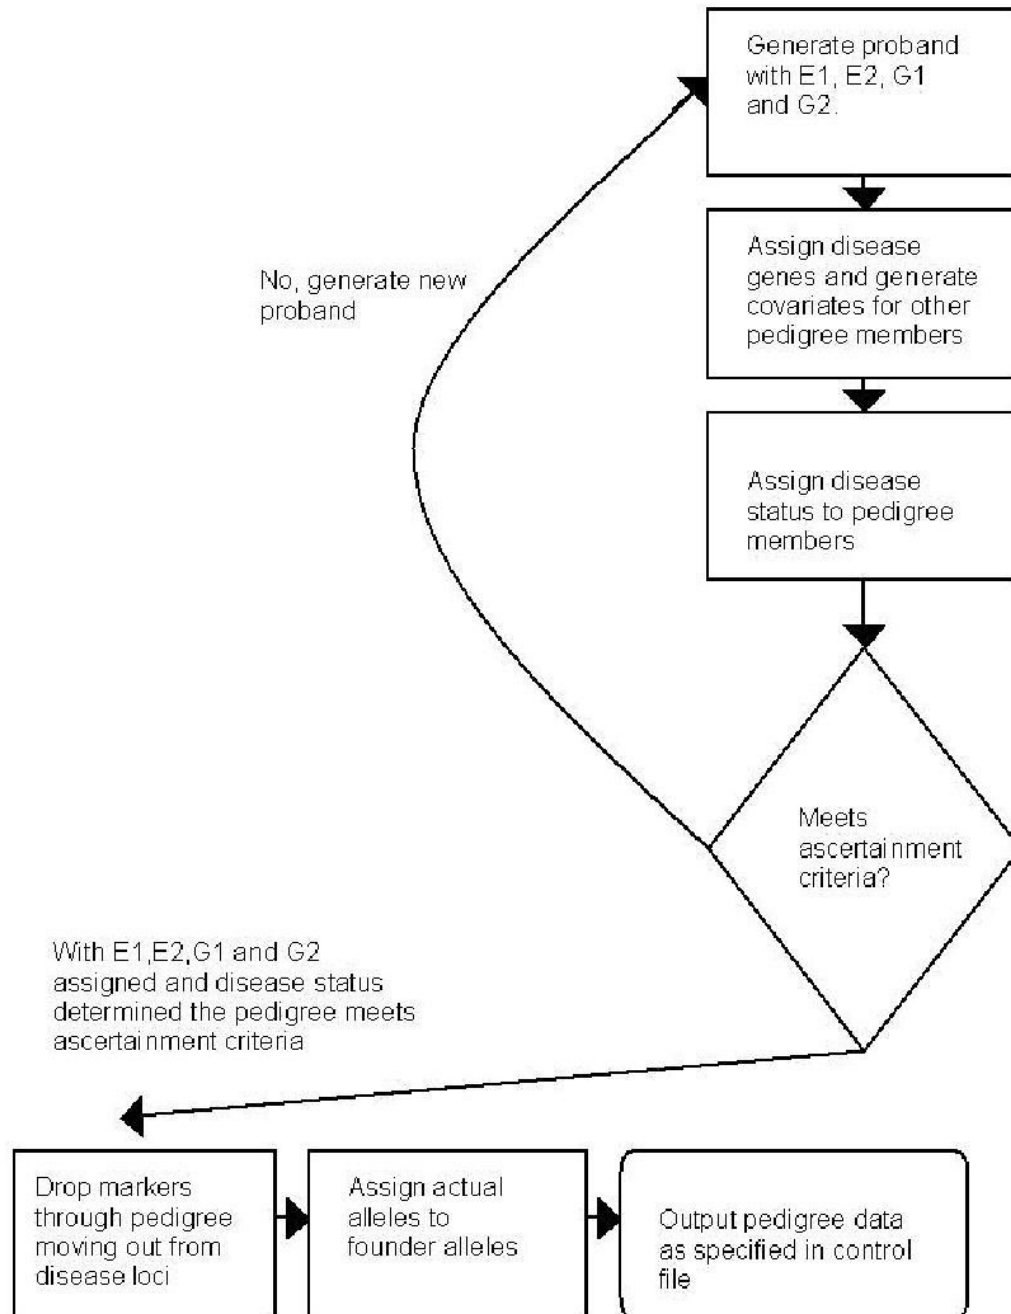 Generate proband
with E1, E2, G1
and G2.
Assign disease
genes and generate
covariates for other
pedigree members
No, generate new
proband
Assign disease
status to pedigree
members
Meets
ascertainment
criteria?
With E1,E2,G1 and G2
assigned and disease status
determined the pedigree meets
ascertainment criteria
Drop markers
through pedigree
moving out from
disease loci
Assign actual
alleles to
founder alleles
Output pedigree data
as specified in control
file